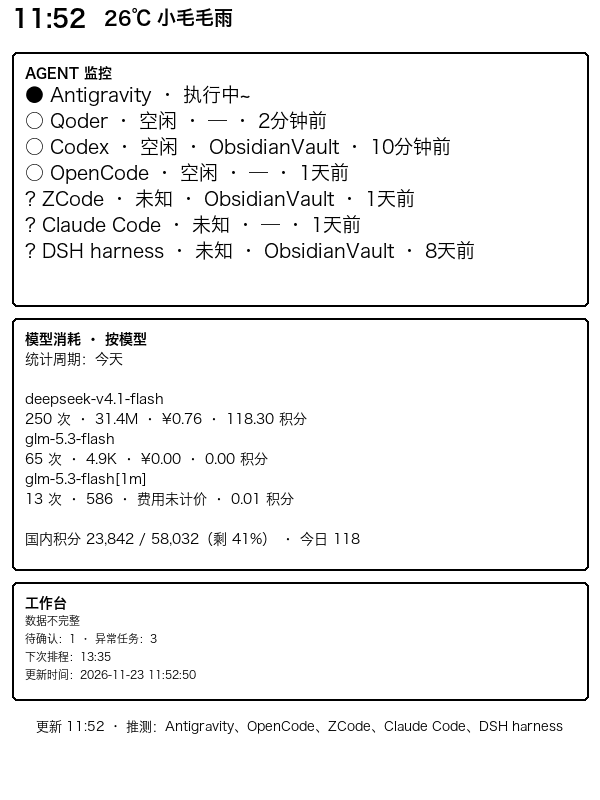 11:52 26℃ 小毛毛雨
AGENT 监控
● Antigravity · 执行中~
○ Qoder · 空闲 · — · 2分钟前
○ Codex · 空闲 · ObsidianVault · 10分钟前
○ OpenCode · 空闲 · — · 1天前
? ZCode · 未知 · ObsidianVault · 1天前
? Claude Code · 未知 · — · 1天前
? DSH harness · 未知 · ObsidianVault · 8天前
模型消耗 · 按模型
统计周期：今天
deepseek-v4.1-flash
250 次 · 31.4M · ¥0.76 · 118.30 积分
glm-5.3-flash
65 次 · 4.9K · ¥0.00 · 0.00 积分
glm-5.3-flash[1m]
13 次 · 586 · 费用未计价 · 0.01 积分
国内积分 23,842 / 58,032（剩 41%） · 今日 118
工作台
数据不完整
待确认：1 · 异常任务：3
下次排程：13:35
更新时间：2026-11-23 11:52:50
更新 11:52 · 推测：Antigravity、OpenCode、ZCode、Claude Code、DSH harness